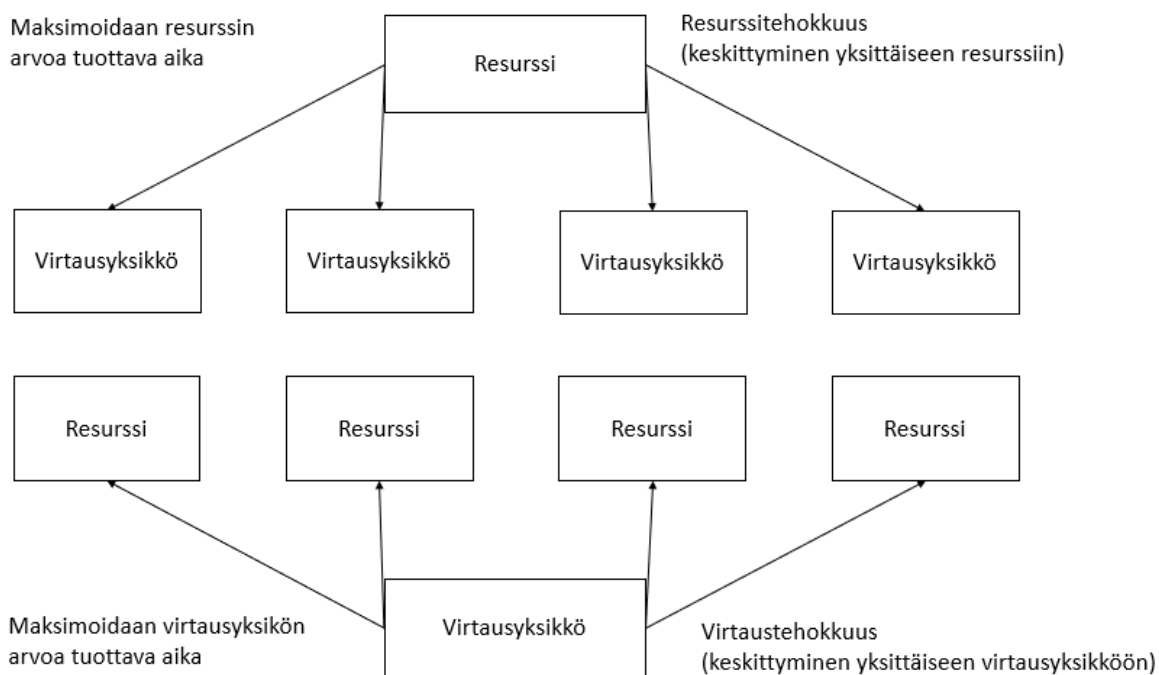 Maksimoidaan resurssin
arvoa tuottava aika
Resurssi
Resurssitehokkuus
(keskittyminen yksittäiseen resurssiin)
Virtausyksikkö
Virtausyksikkö
Virtausyksikkö
Virtausyksikkö
Resurssi
Resurssi
Resurssi
Resurssi
Maksimoidaan virtausyksikön
arvoa tuottava aika
Virtausyksikkö
Virtaustehokkuus
(keskittyminen yksittäiseen virtausyksikköön)